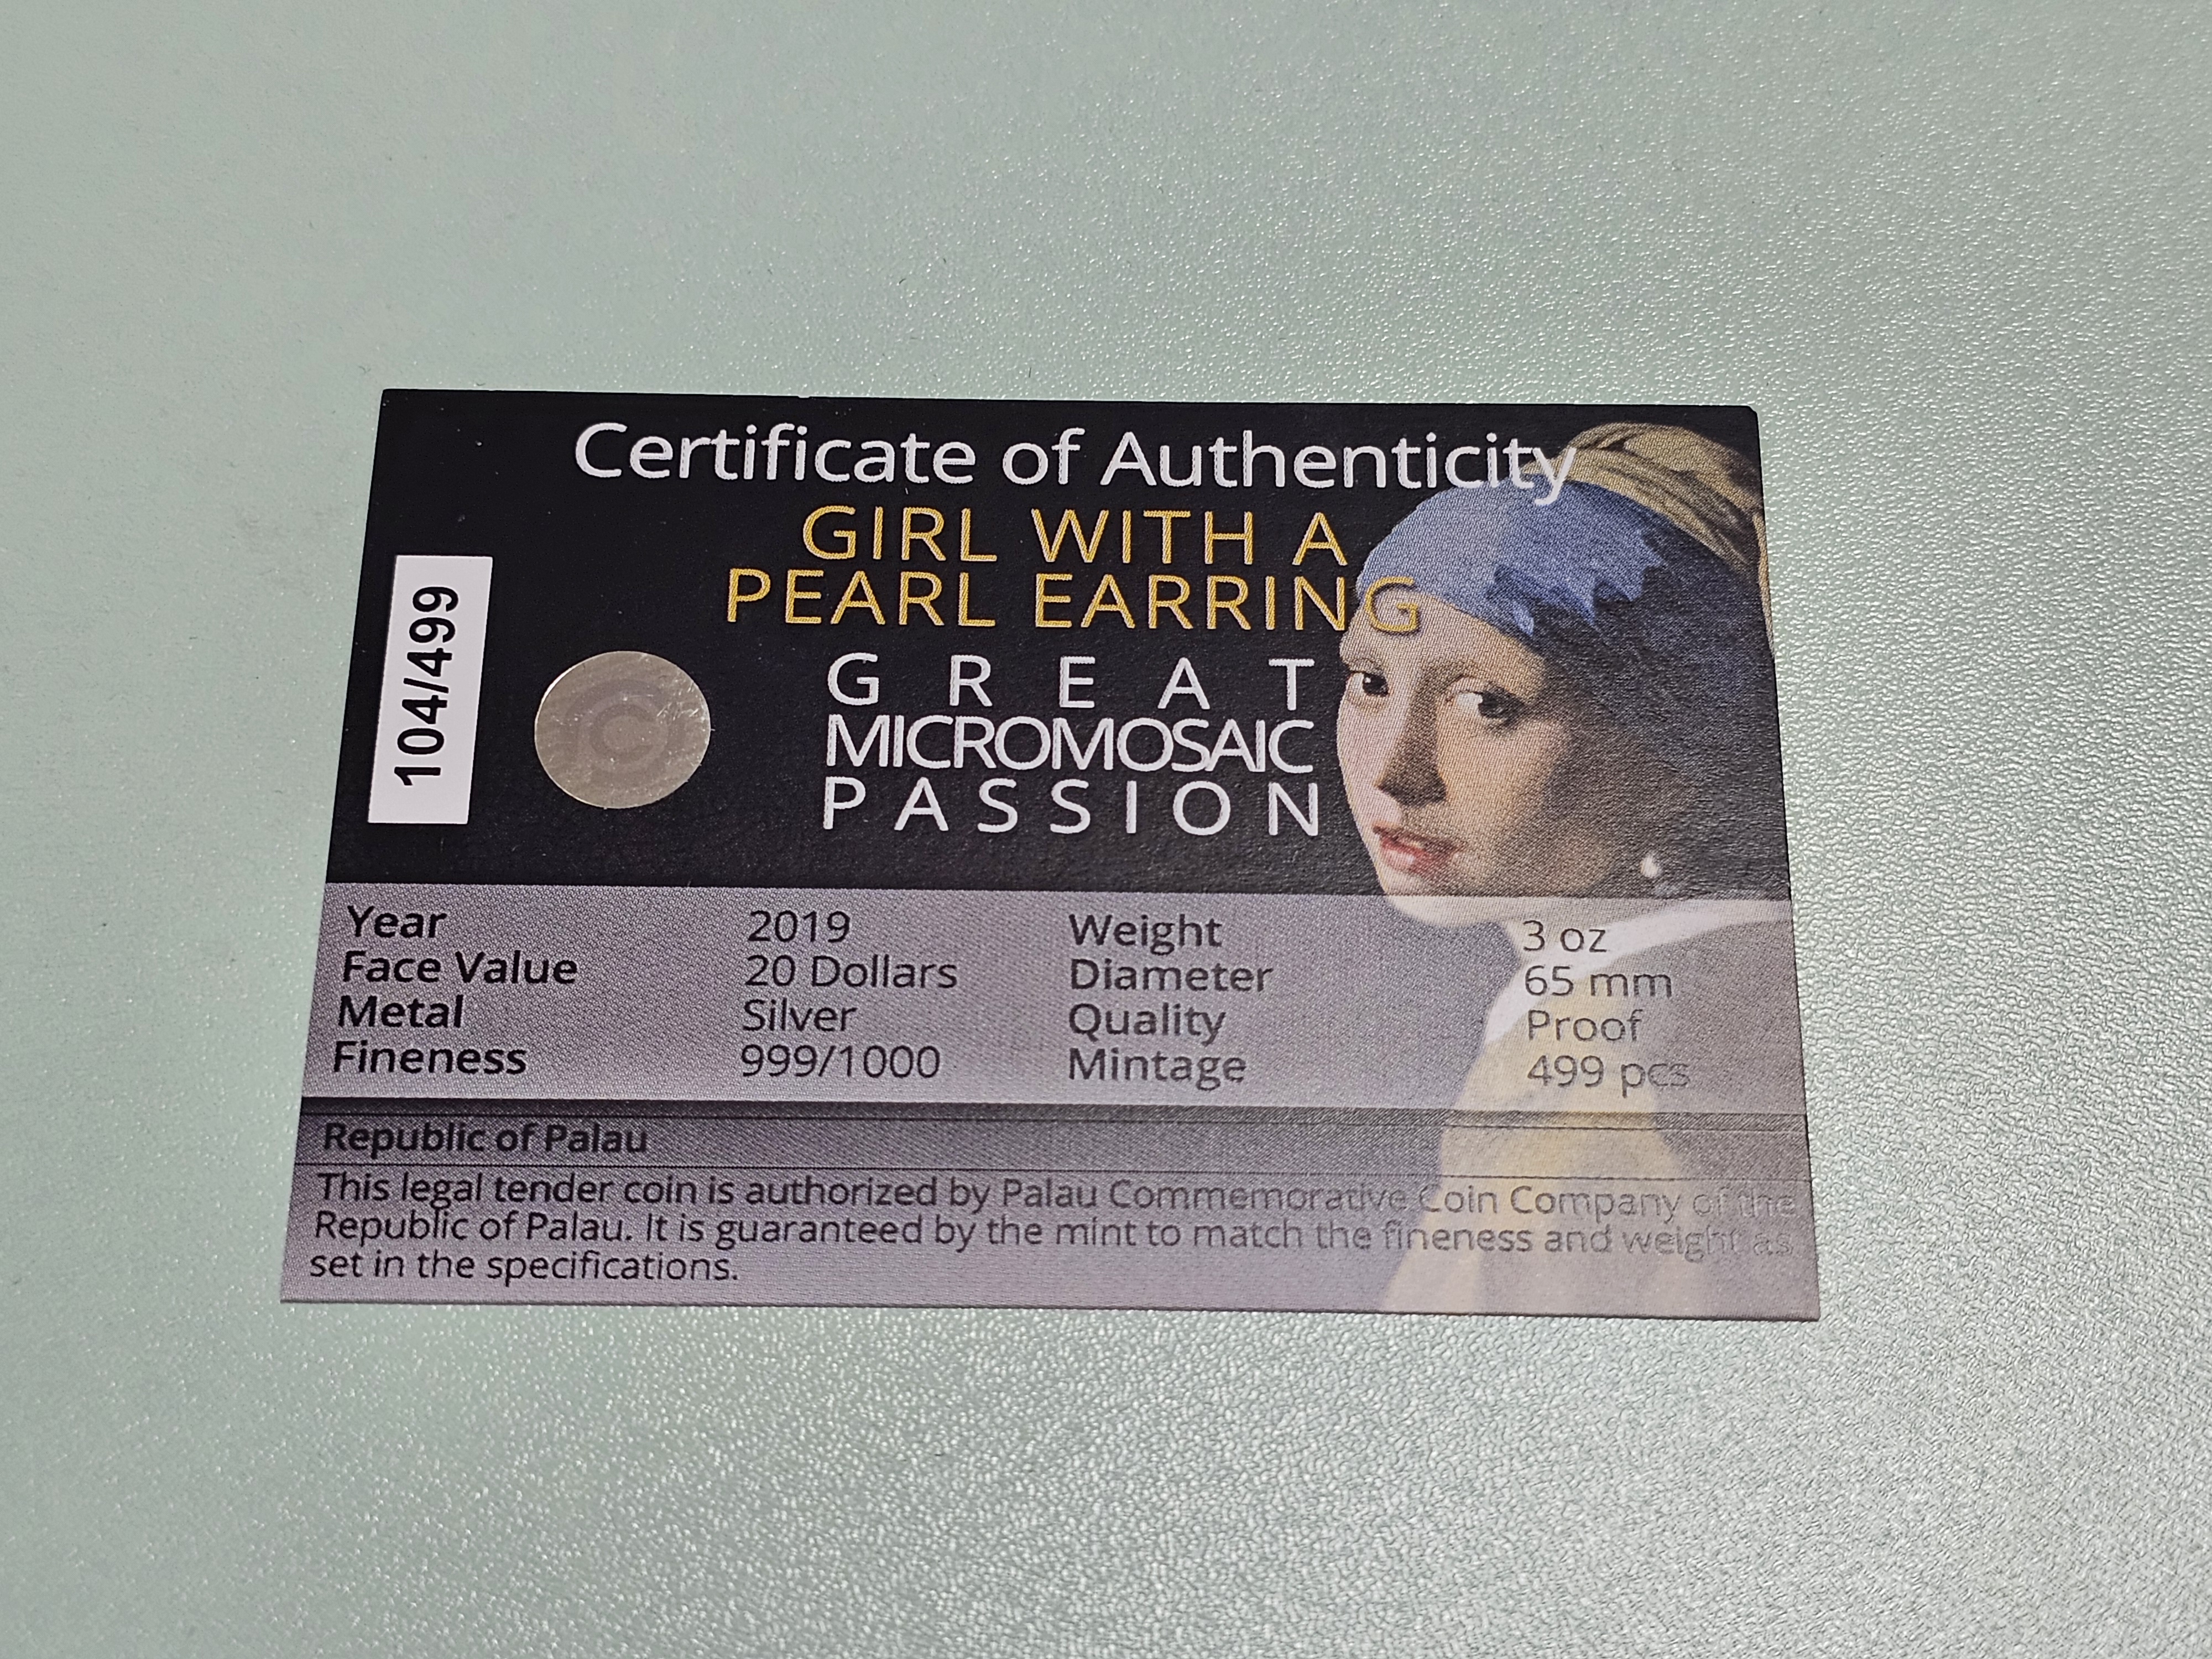 Certificate of Authenticity
GIRL WITH A
PEARL EARRING
GREAT
MICROMOSAIC
PASSION
104/499
Year 2019 Weight 3 oz
Face Value 20 Dollars Diameter 65 mm
Metal Silver Quality Proof
Fineness 999/1000 Mintage 499 pcs
Republic of Palau
This legal tender coin is authorized by Palau Commemorative Coin Company of the
Republic of Palau. It is guaranteed by the mint to match the fineness and weight as
set in the specifications.